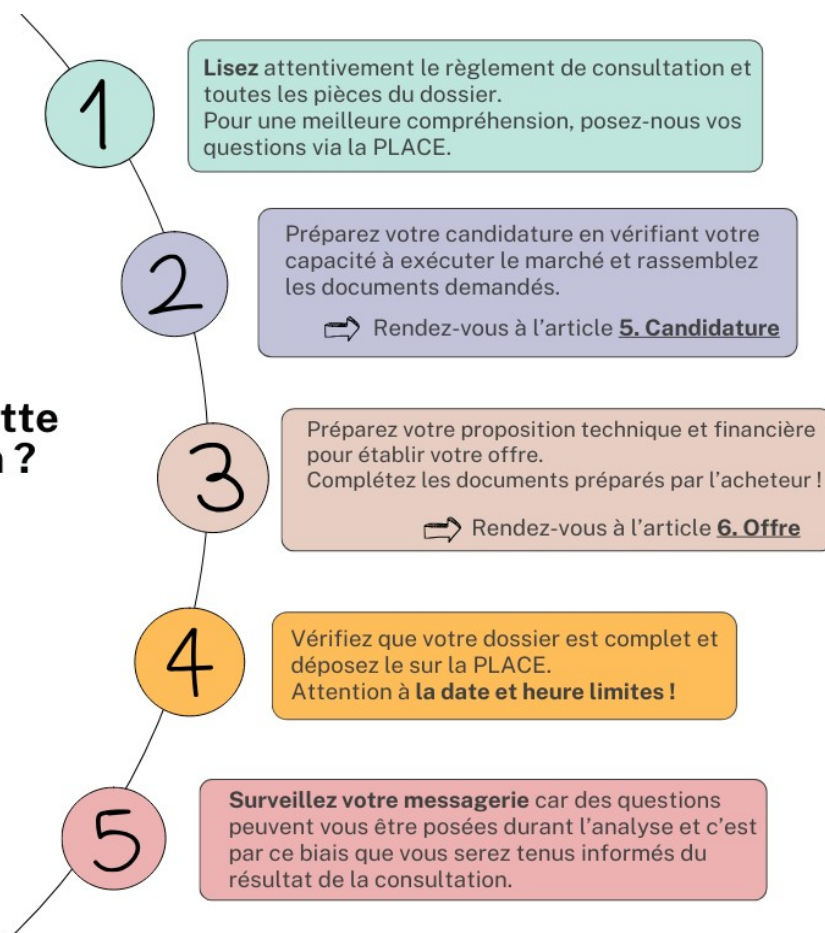 1
Lisez attentivement le règlement de consultation et
toutes les pièces du dossier.
Pour une meilleure compréhension, posez-nous vos
questions via la PLACE.
2
Préparez votre candidature en vérifiant votre
capacité à exécuter le marché et rassemblez
les documents demandés.
Rendez-vous à l'article 5. Candidature
tte
?
3
Préparez votre proposition technique et financière
pour établir votre offre.
Complétez les documents préparés par l'acheteur !
Rendez-vous à l'article 6. Offre
4
Vérifiez que votre dossier est complet et
déposez le sur la PLACE.
Attention à la date et heure limites !
5
Surveillez votre messagerie car des questions
peuvent vous être posées durant l'analyse et c'est
par ce biais que vous serez tenus informés du
résultat de la consultation.